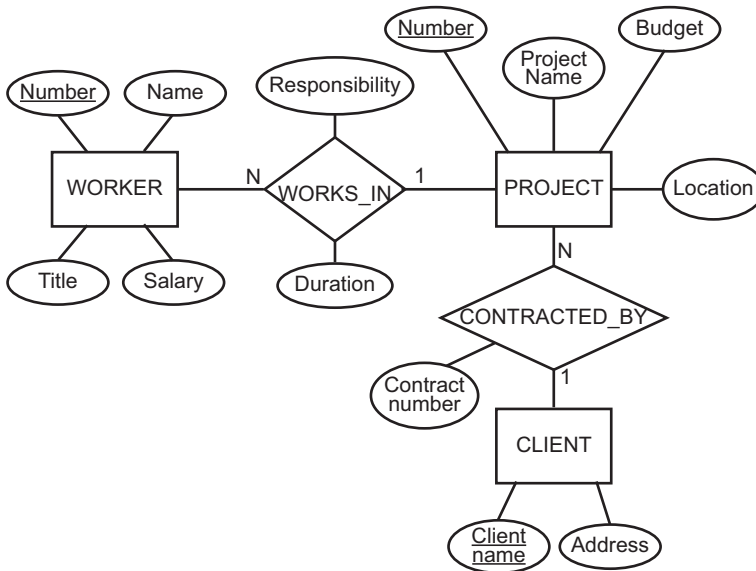 Number
Budget
Project
Name
Responsibility
Number
Name
WORKER
N
WORKS_IN
1
PROJECT
Location
Title
Salary
Duration
N
CONTRACTED_BY
Contract
number
1
CLIENT
Client
name
Address